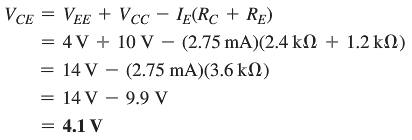 V_CE = V_EE + V_CC − I_E(R_C + R_E)
= 4 V + 10 V − (2.75 mA)(2.4 kΩ + 1.2 kΩ)
= 14 V − (2.75 mA)(3.6 kΩ)
= 14 V − 9.9 V
= 4.1 V